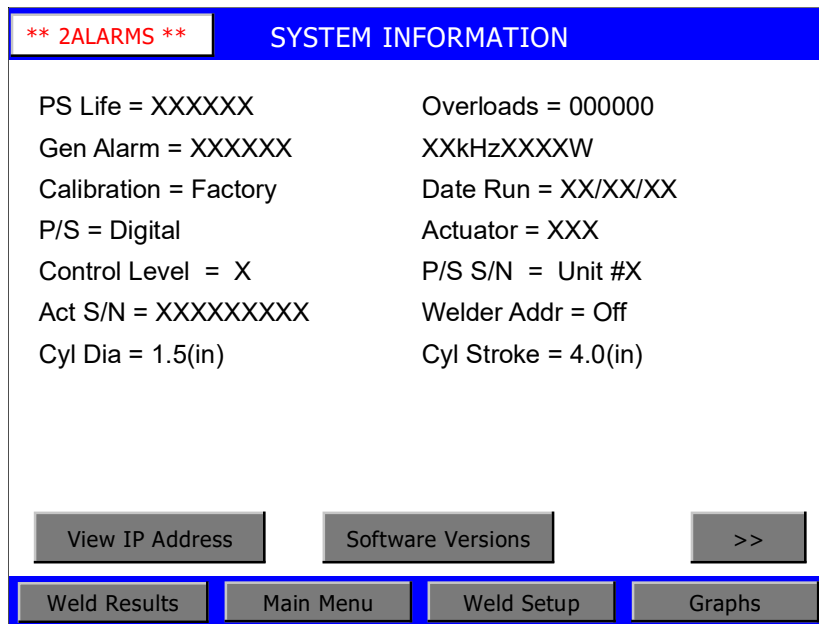 ** 2ALARMS **
SYSTEM INFORMATION
PS Life = XXXXXX
Overloads = 000000
Gen Alarm = XXXXXX
XXkHzXXXXW
Calibration = Factory
Date Run = XX/XX/XX
P/S = Digital
Actuator = XXX
Control Level = X
P/S S/N = Unit #X
Act S/N = XXXXXXXXX
Welder Addr = Off
Cyl Dia = 1.5(in)
Cyl Stroke = 4.0(in)
View IP Address
Software Versions
>>
Weld Results
Main Menu
Weld Setup
Graphs